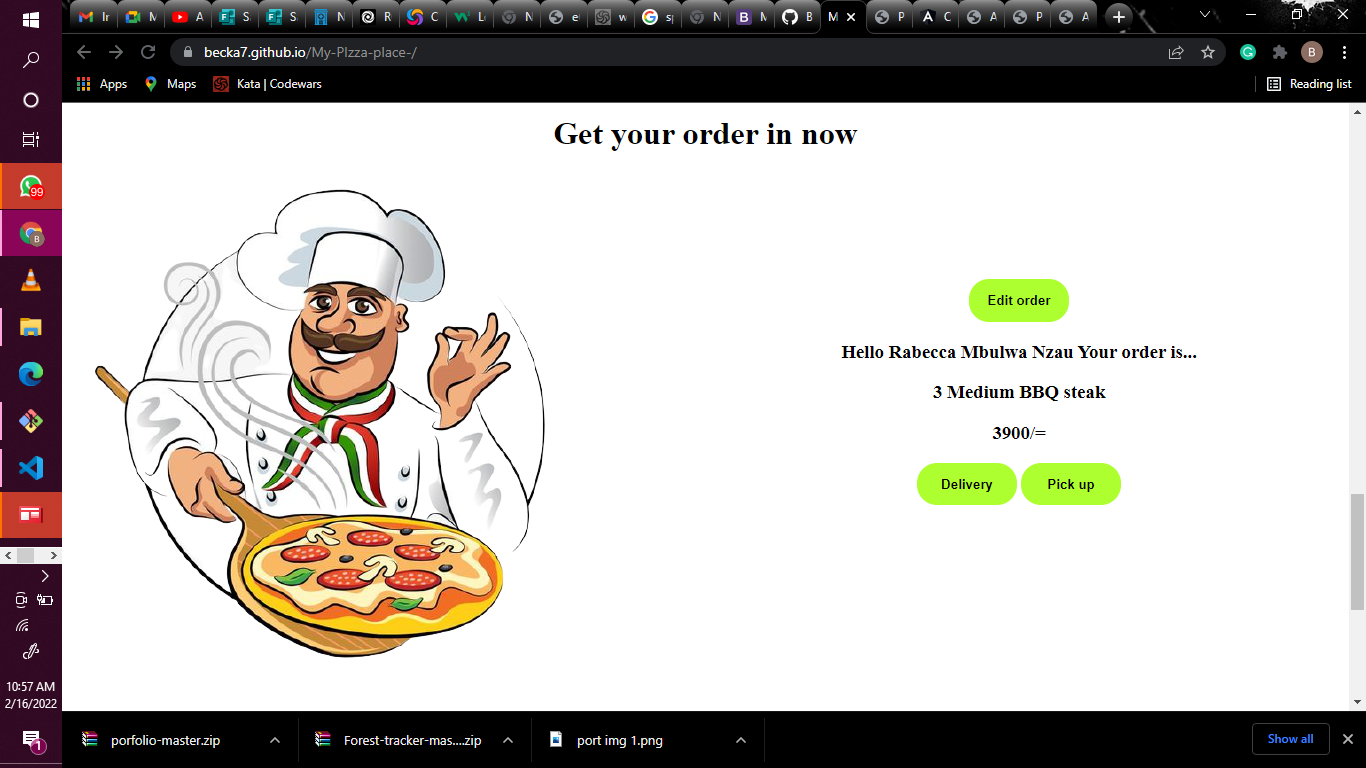 becka7.github.io/My-PIzza-place-/
B
Apps
Maps
Kata | Codewars
Reading list
Get your order in now
Edit order
Hello Rabecca Mbulwa Nzau Your order is...
3 Medium BBQ steak
3900/=
Delivery
Pick up
99
10:57 AM
2/16/2022
1
porfolio-master.zip
Forest-tracker-mas....zip
port img 1.png
Show all